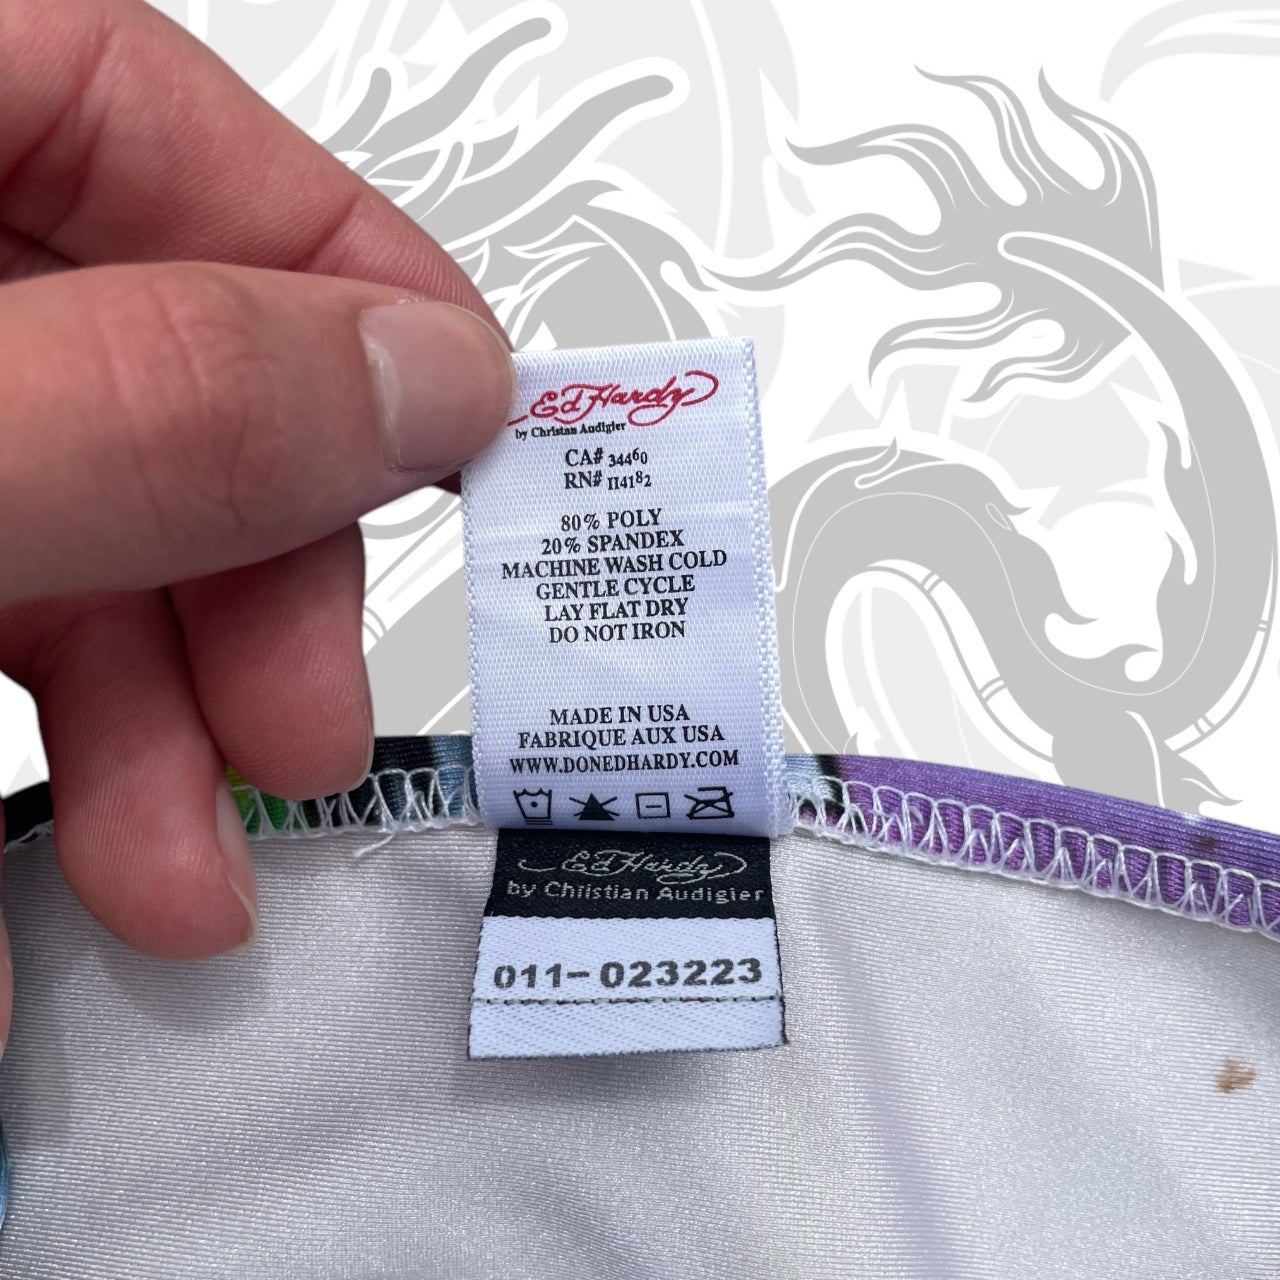 Ed Hardy
by Christan Audigier
CA# 34460
RN# 114182
80% POLY
20% SPANDEX
MACHINE WASH COLD
GENTLE CYCLE
LAY FLAT DRY
DO NOT IRON
MADE IN USA
FABRIQUE AUX USA
WWW.DONEDHARDY.COM
Ed Hardy
by Christian Audigier
011-023223